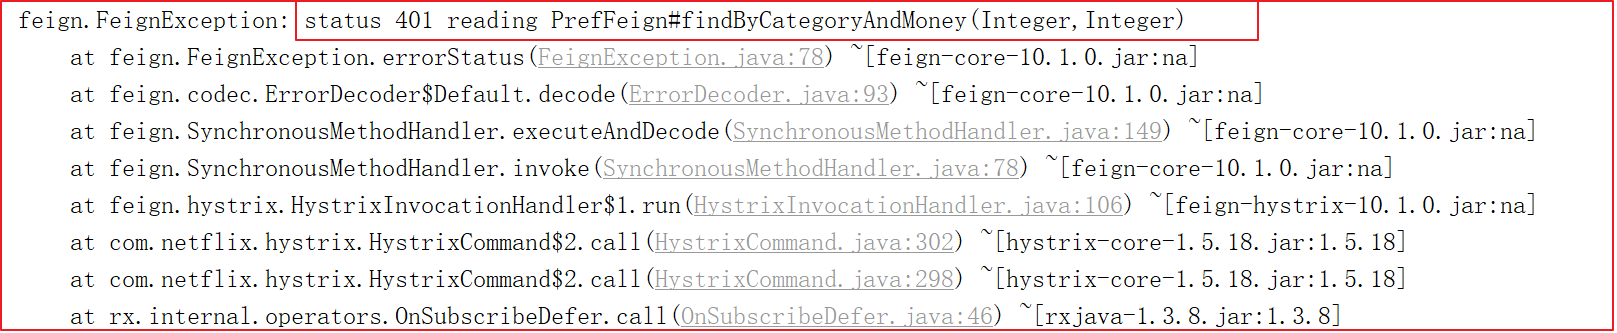 feign.FeignException: status 401 reading PrefFeign#findByCategoryAndMoney(Integer,Integer)
at feign.FeignException.errorStatus(FeignException.java:78) ~[feign-core-10.1.0.jar:na]
at feign.codec.ErrorDecoder$Default.decode(ErrorDecoder.java:93) ~[feign-core-10.1.0.jar:na]
at feign.SynchronousMethodHandler.executeAndDecode(SynchronousMethodHandler.java:149) ~[feign-core-10.1.0.jar:na]
at feign.SynchronousMethodHandler.invoke(SynchronousMethodHandler.java:78) ~[feign-core-10.1.0.jar:na]
at feign.hystrix.HystrixInvocationHandler$1.run(HystrixInvocationHandler.java:106) ~[feign-hystrix-10.1.0.jar:na]
at com.netflix.hystrix.HystrixCommand$2.call(HystrixCommand.java:302) ~[hystrix-core-1.5.18.jar:1.5.18]
at com.netflix.hystrix.HystrixCommand$2.call(HystrixCommand.java:298) ~[hystrix-core-1.5.18.jar:1.5.18]
at rx.internal.operators.OnSubscribeDefer.call(OnSubscribeDefer.java:46) ~[rxjava-1.3.8.jar:1.3.8]